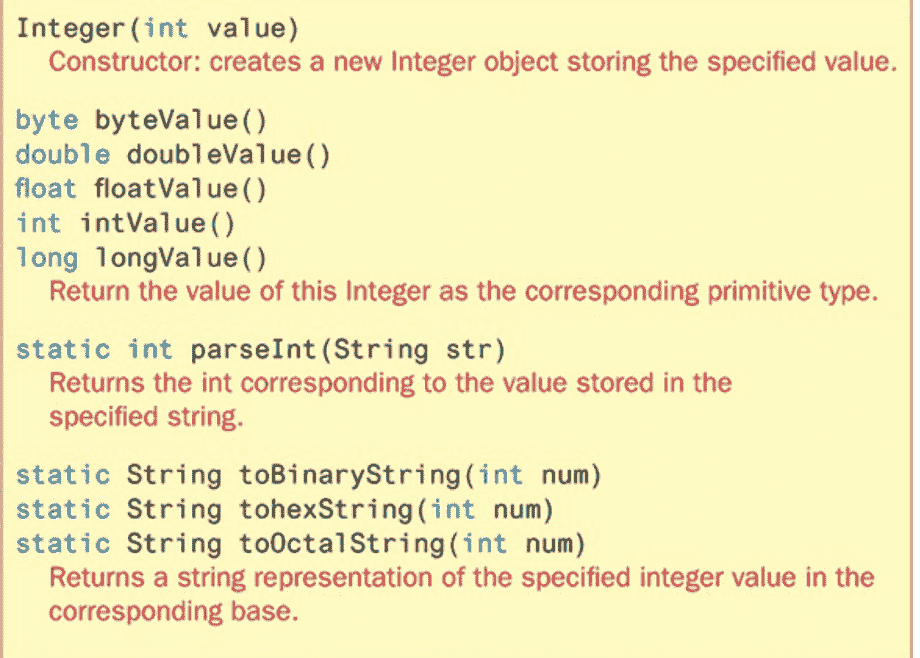 Integer(int value)
Constructor: creates a new Integer object storing the specified value.
byte byteValue()
double doubleValue()
float floatValue()
int intValue()
long longValue()
Return the value of this Integer as the corresponding primitive type.
static int parseInt(String str)
Returns the int corresponding to the value stored in the
specified string.
static String toBinaryString(int num)
static String tohexString(int num)
static String toOctalString(int num)
Returns a string representation of the specified integer value in the
corresponding base.